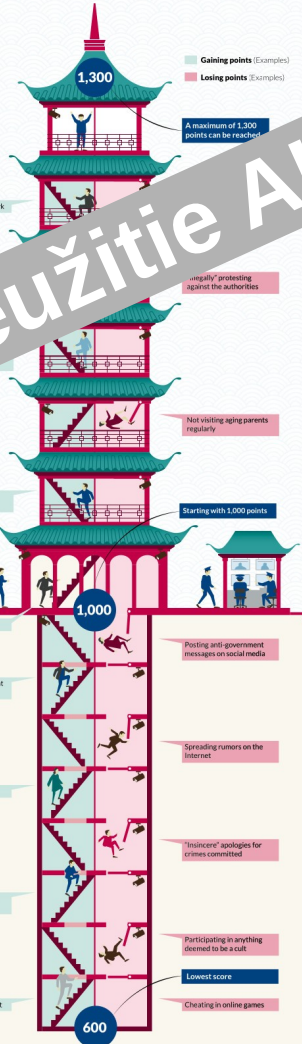 Gaining points (Examples)
Losing points (Examples)
1,300
A maximum of 1,300
points can be reached
užitie
"Illegally" protesting
against the authorities
Not visiting aging parents
regularly
Starting with 1,000 points
1,000
Posting anti-government
messages on social media
Spreading rumors on the
Internet
"Insincere" apologies for
crimes committed
Participating in anything
deemed to be a cult
Lowest score
600
Cheating in online games